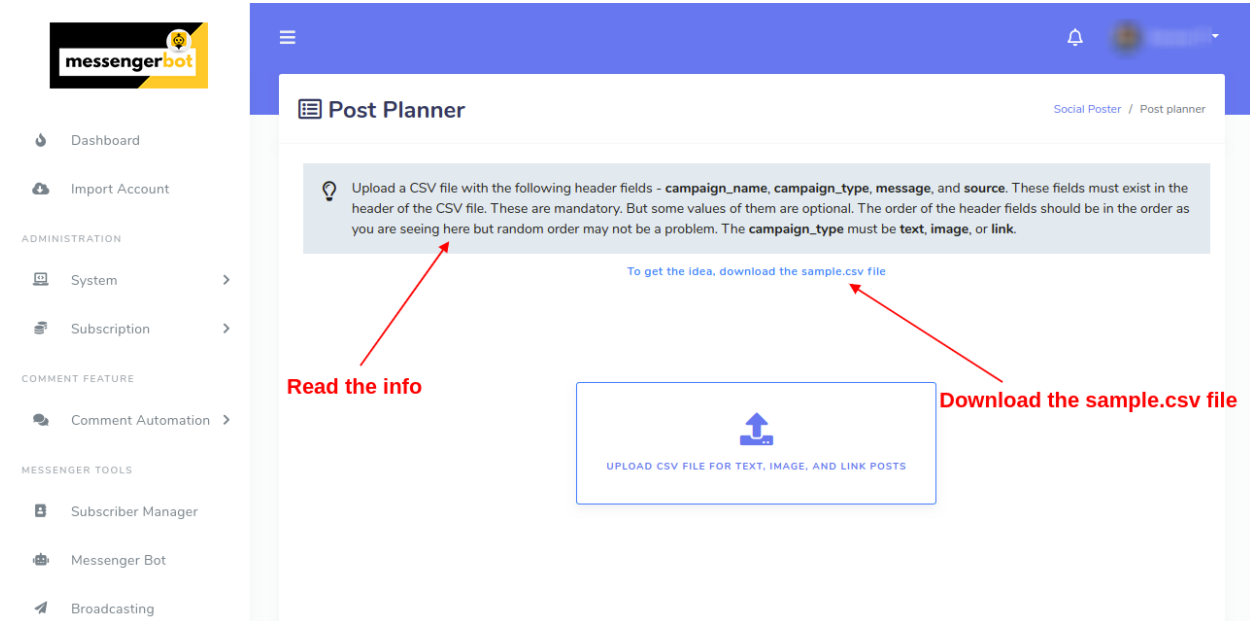 messengerbot
Dashboard
Import Account
ADMINISTRATION
System
Subscription
COMMENT FEATURE
Comment Automation
MESSENGER TOOLS
Subscriber Manager
Messenger Bot
Broadcasting
Post Planner
Social Poster / Post planner
Upload a CSV file with the following header fields - campaign_name, campaign_type, message, and source. These fields must exist in the
header of the CSV file. These are mandatory. But some values of them are optional. The order of the header fields should be in the order as
you are seeing here but random order may not be a problem. The campaign_type must be text, image, or link.
To get the idea, download the sample.csv file
Read the info
Download the sample.csv file
UPLOAD CSV FILE FOR TEXT, IMAGE, AND LINK POSTS